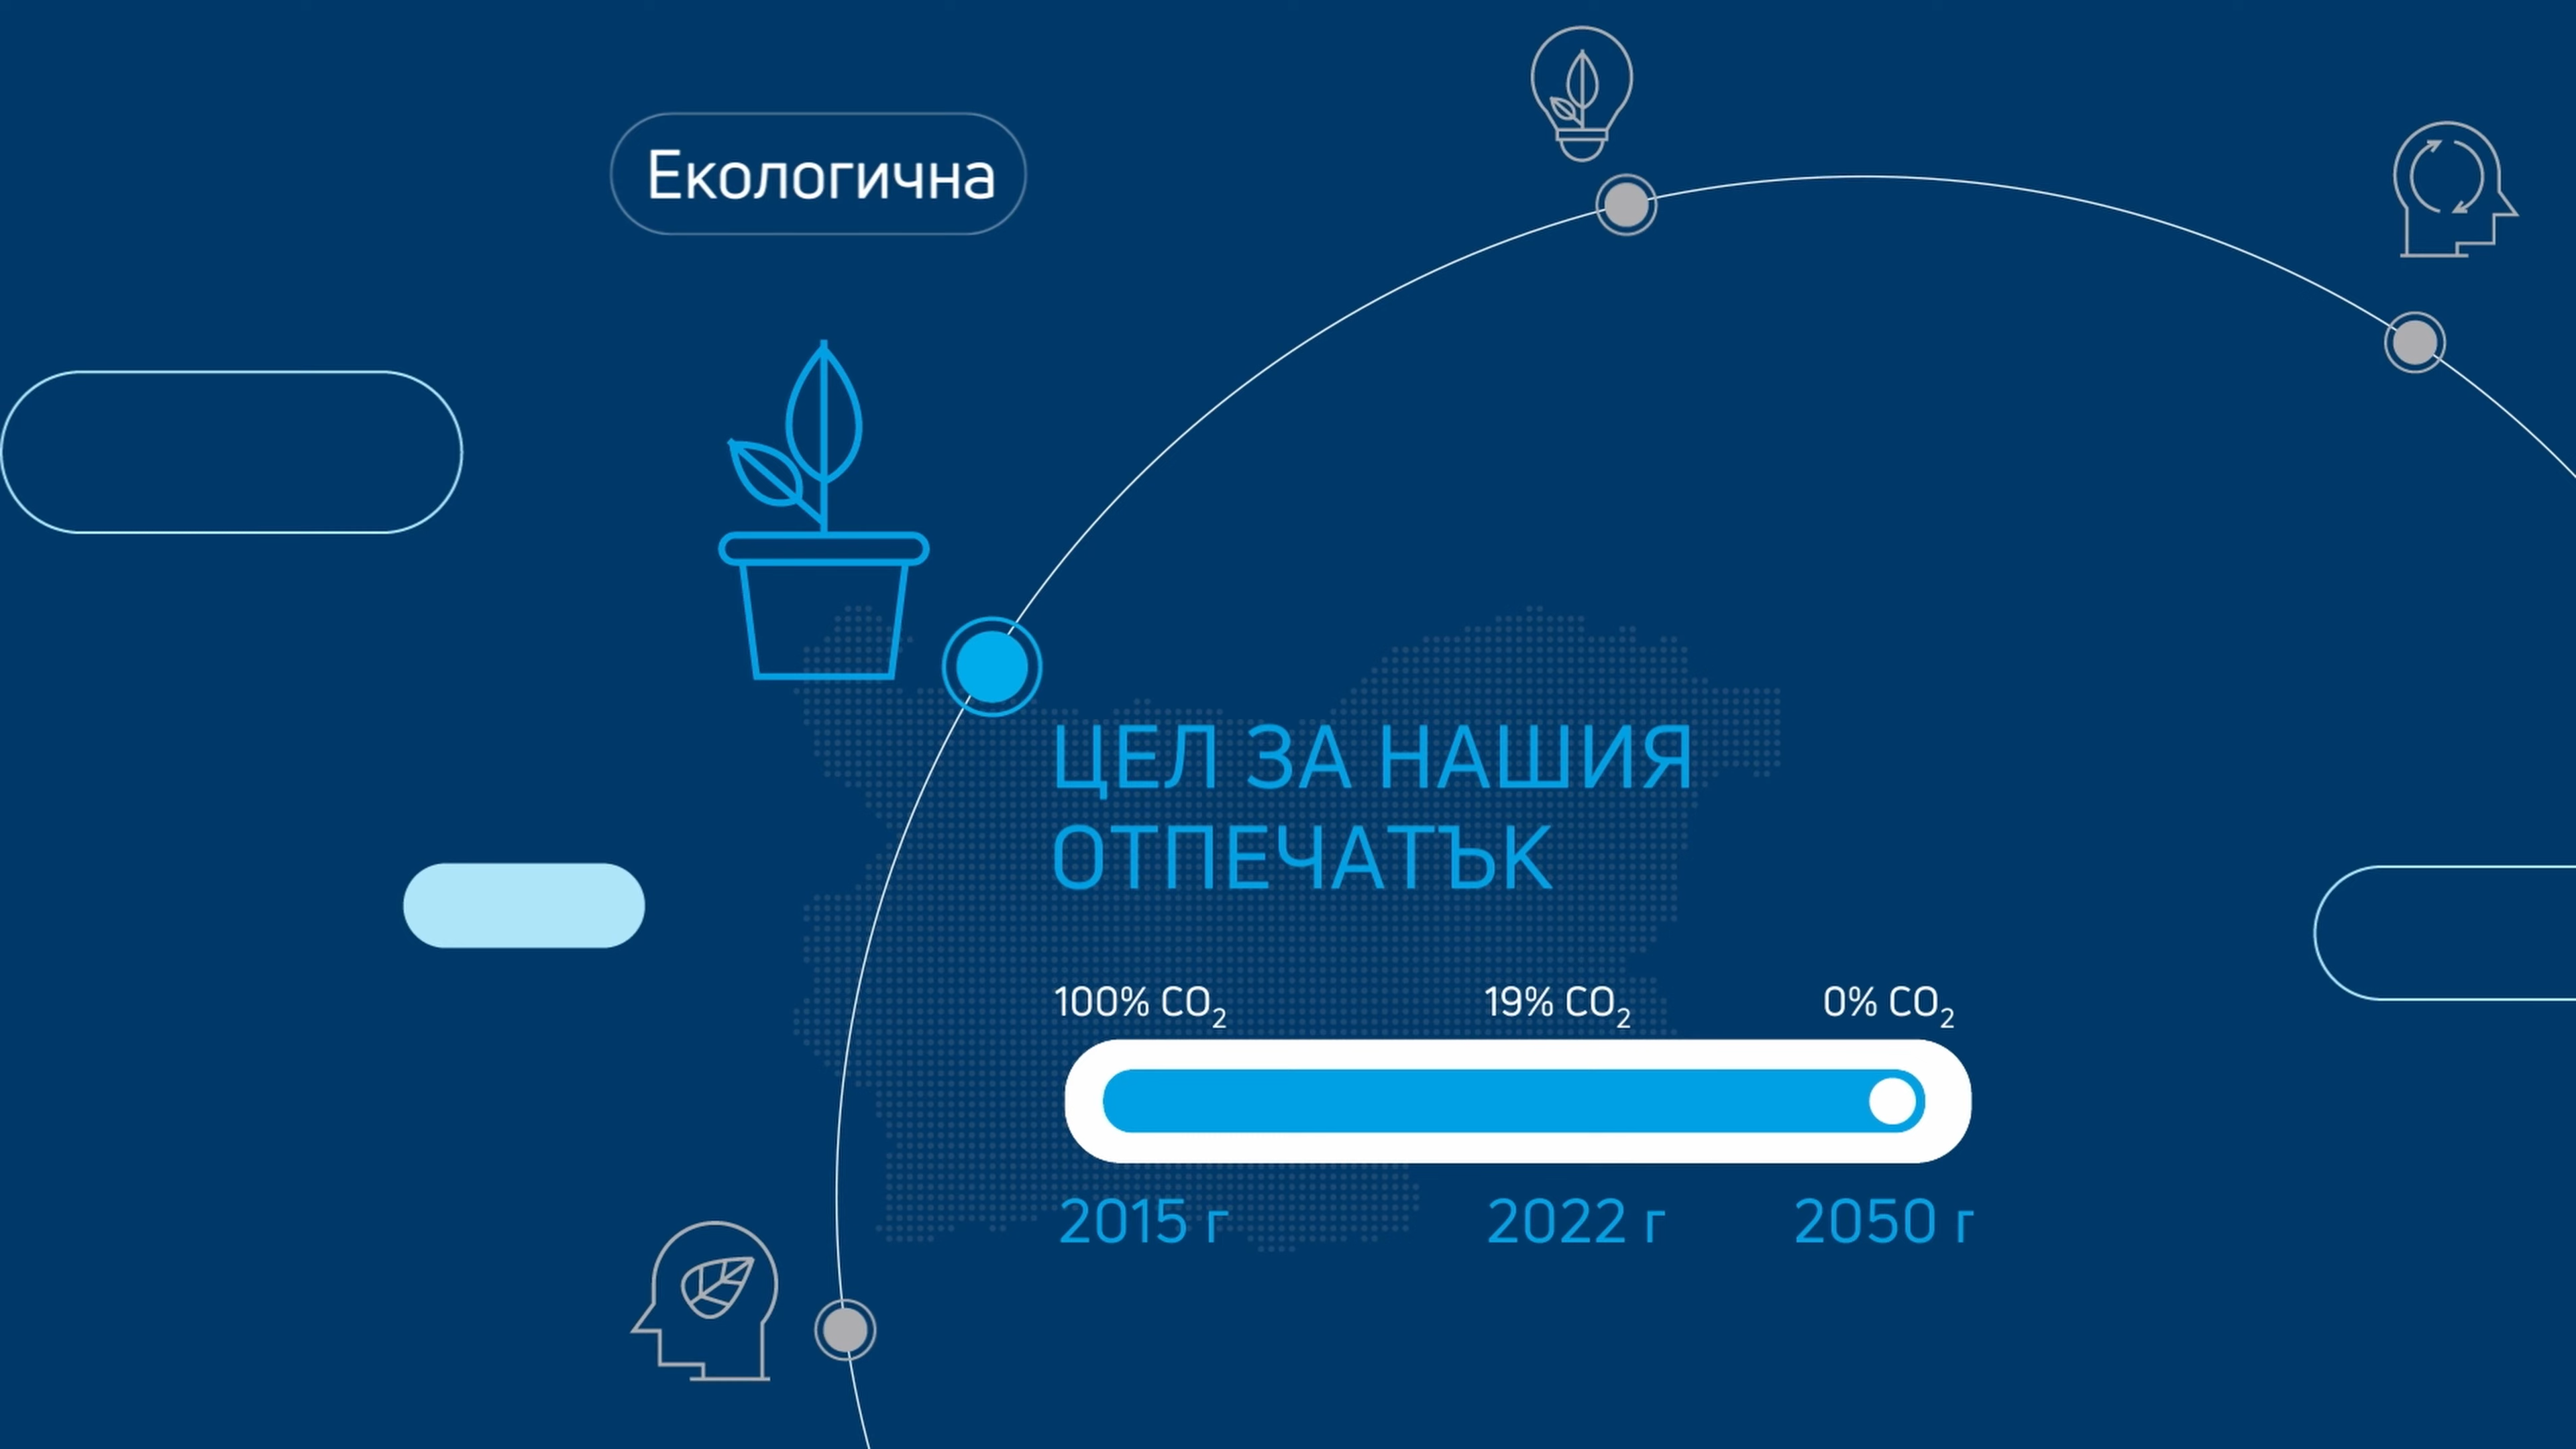 Екологична
ЦЕЛ ЗА НАШИЯ
ОТПЕЧАТЪК
100% CO₂ 19% CO₂ 0% CO₂
2015 г 2022 г 2050 г